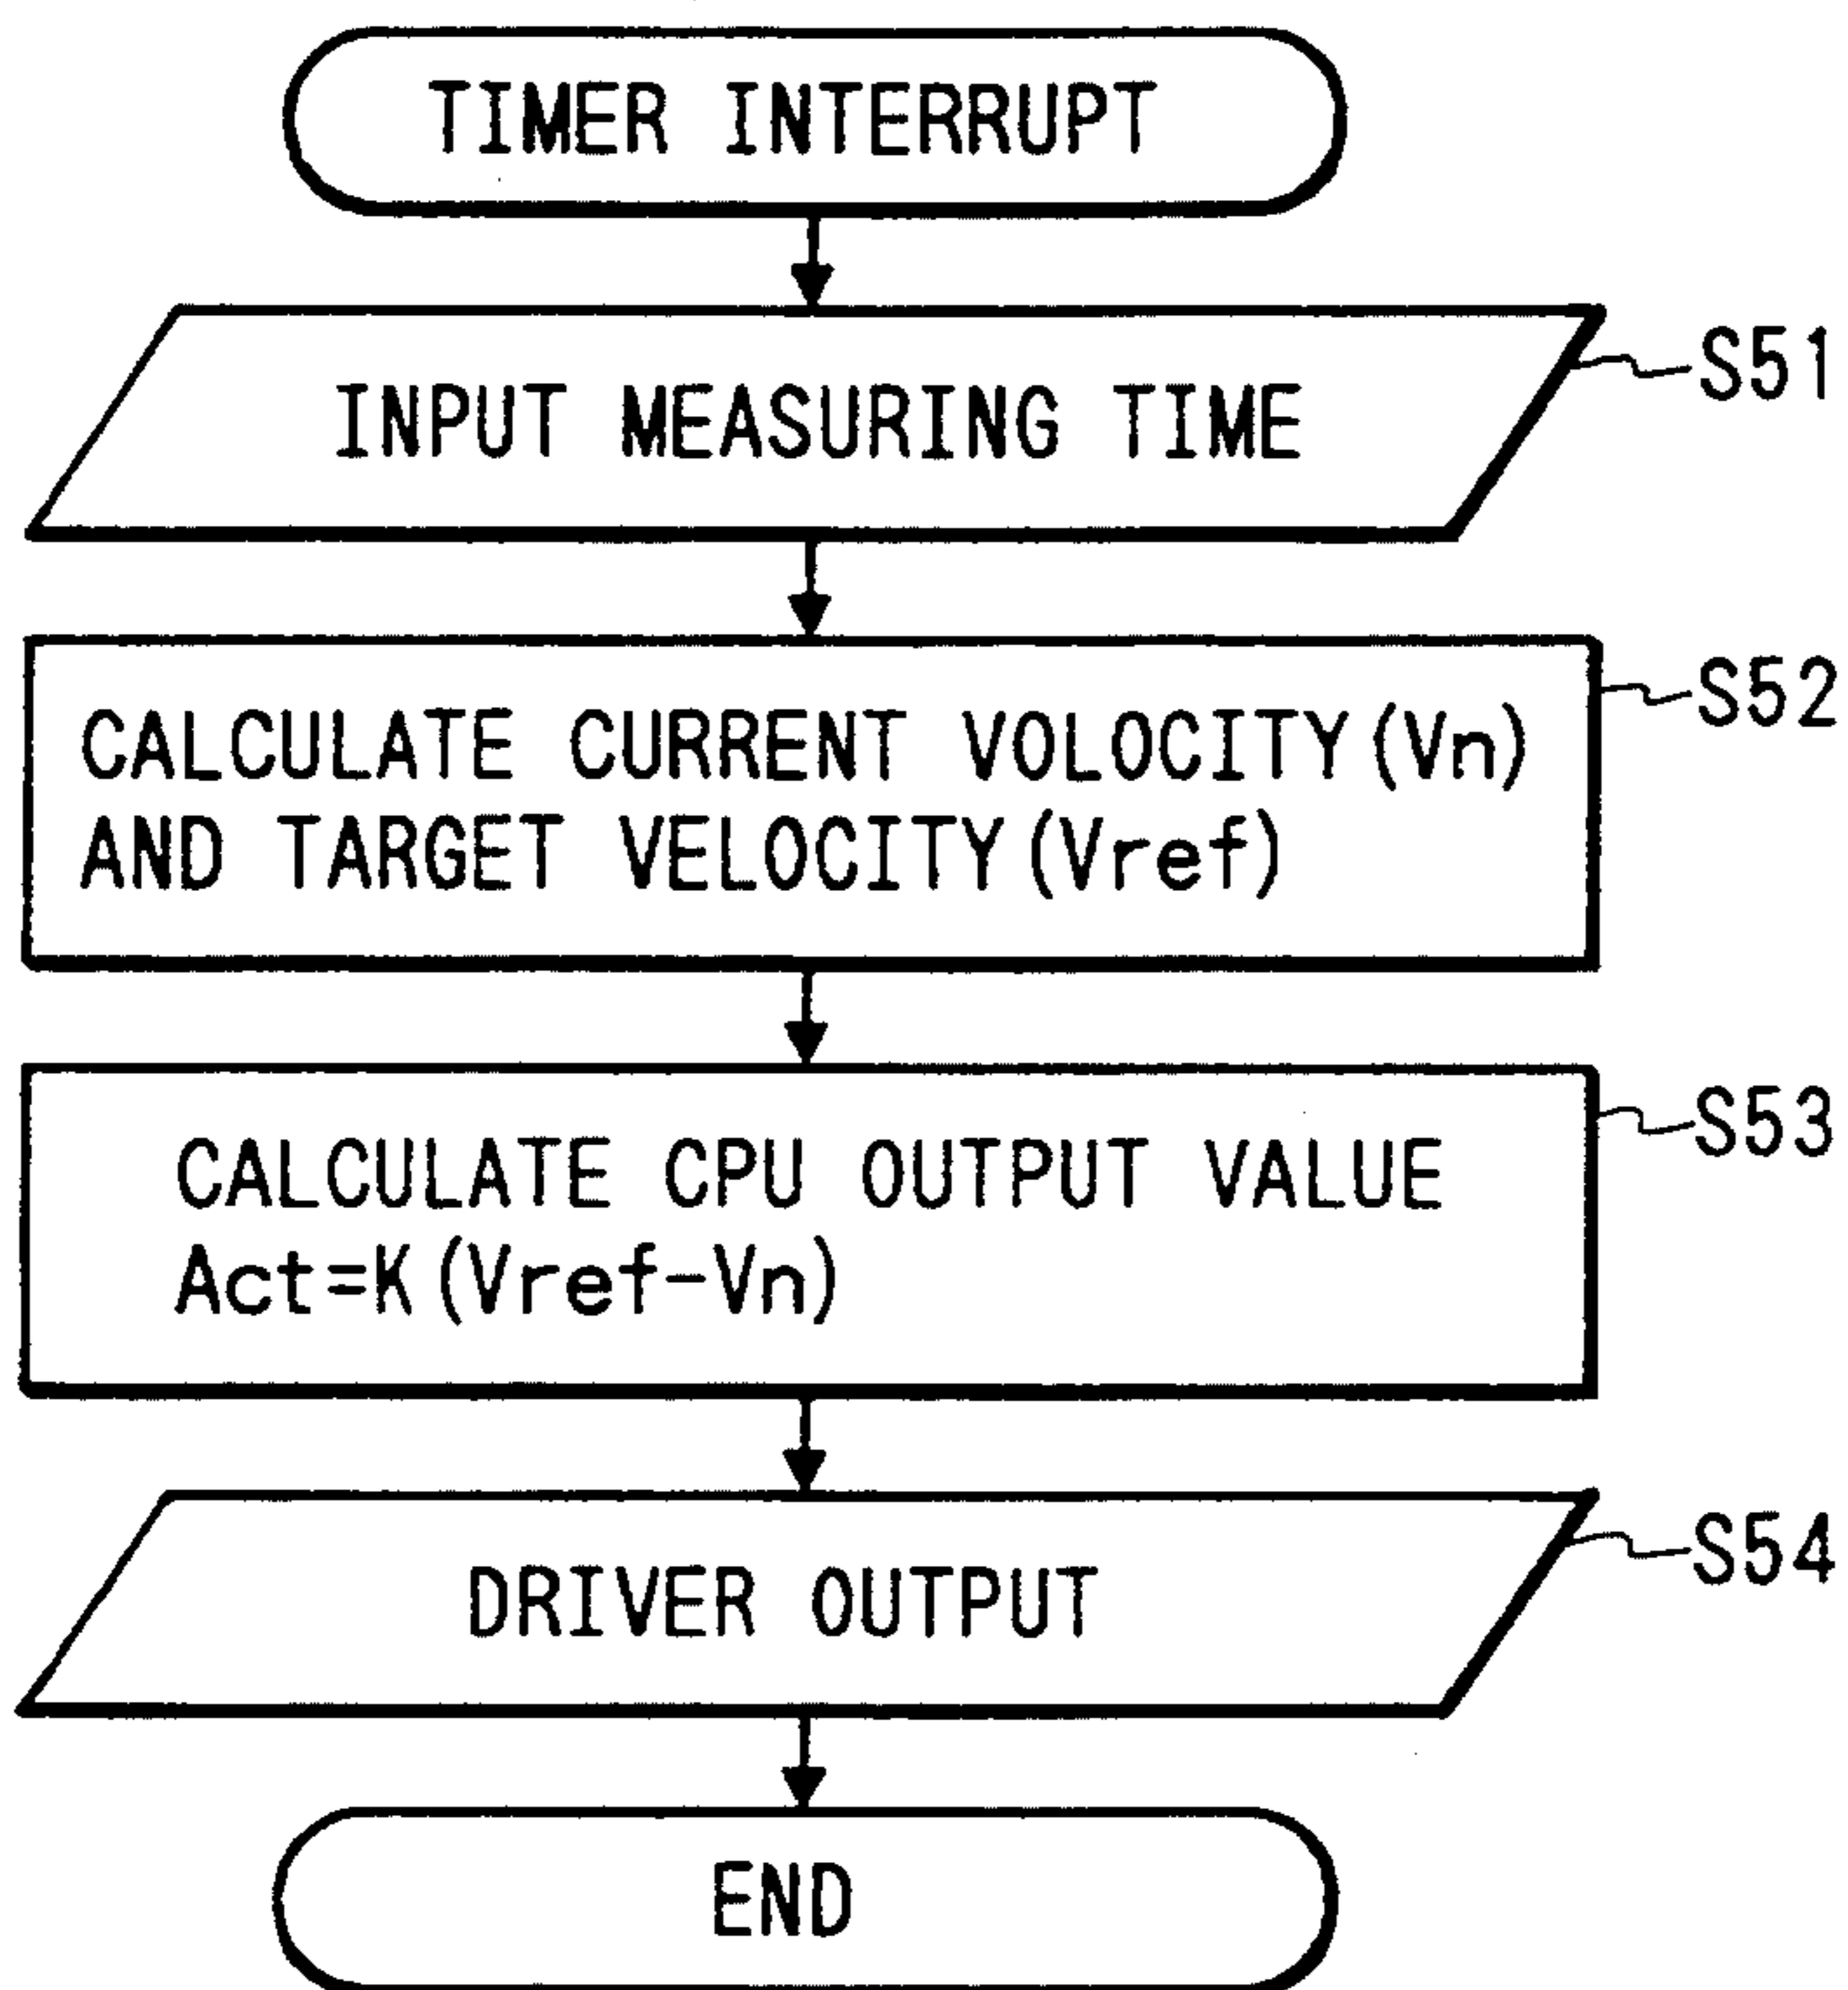 TIMER INTERRUPT
INPUT MEASURING TIME
S51
CALCULATE CURRENT VOLOCITY(Vn)
AND TARGET VELOCITY(Vref)
S52
CALCULATE CPU OUTPUT VALUE
Act=K(Vref-Vn)
S53
DRIVER OUTPUT
S54
END